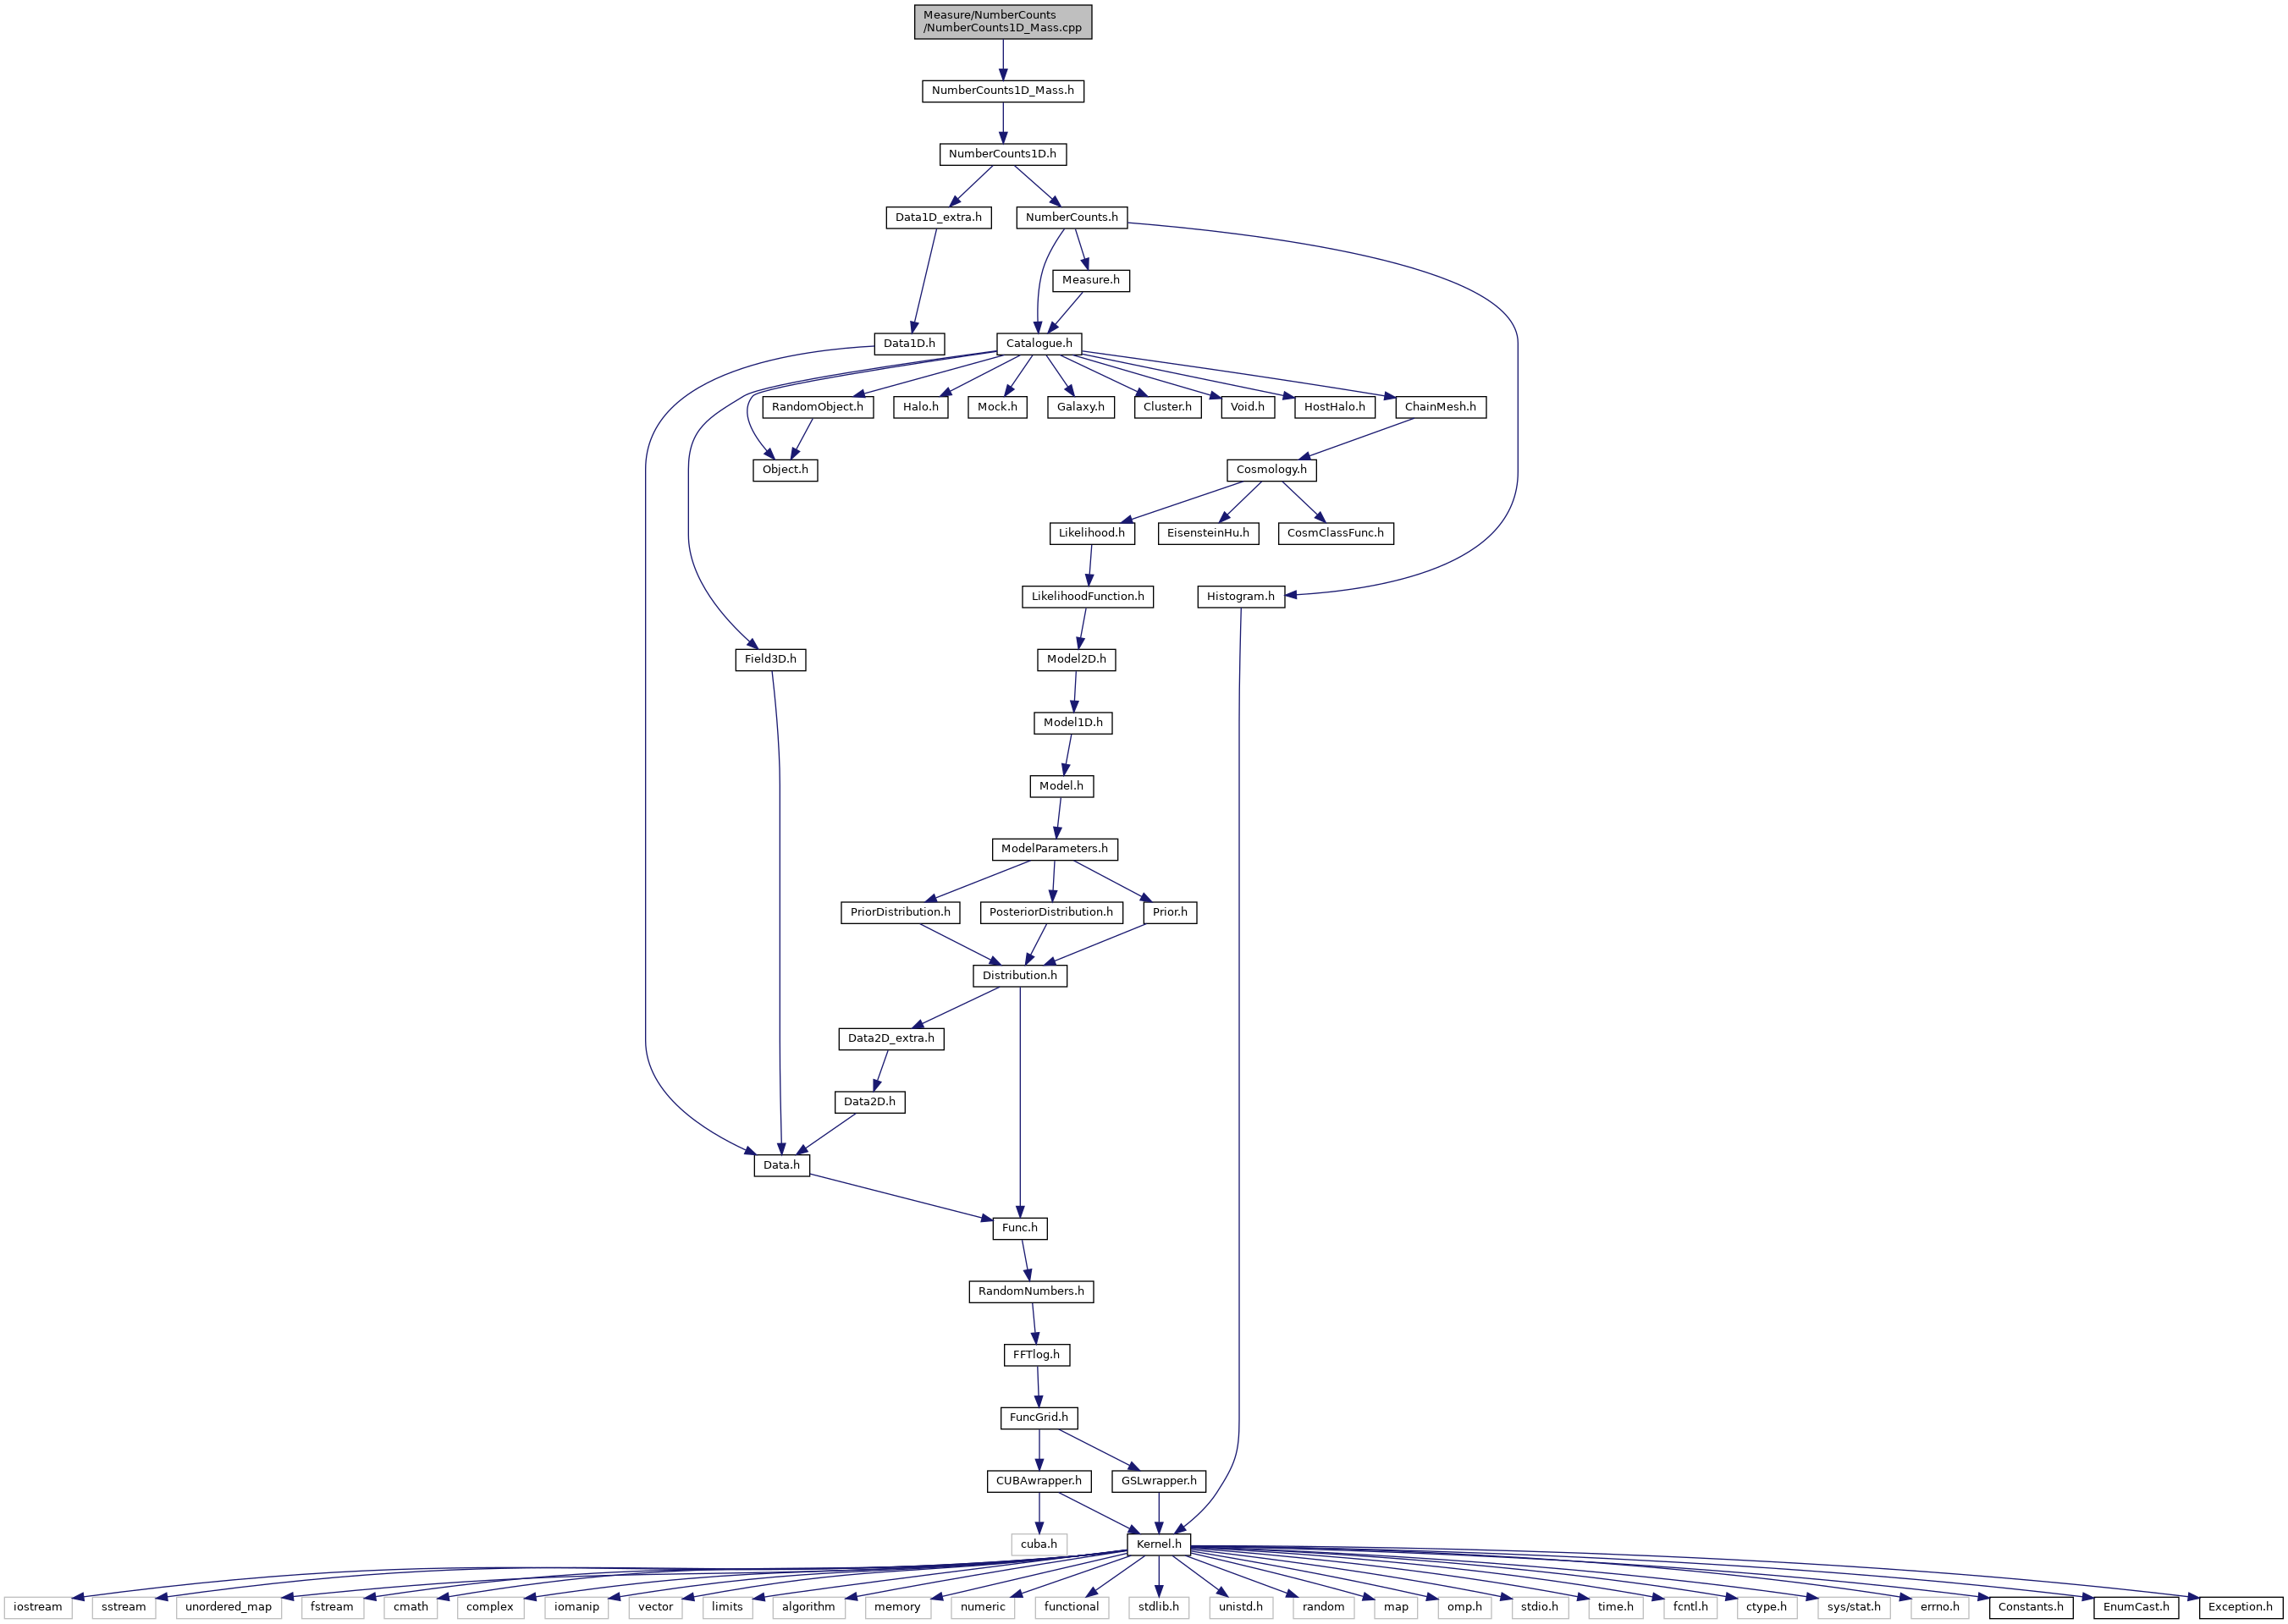 Measure/NumberCounts
/NumberCounts1D_Mass.cpp
NumberCounts1D_Mass.h
NumberCounts1D.h
Data1D_extra.h
NumberCounts.h
Measure.h
Data1D.h
Catalogue.h
RandomObject.h
Halo.h
Mock.h
Galaxy.h
Cluster.h
Void.h
HostHalo.h
ChainMesh.h
Object.h
Cosmology.h
Likelihood.h
EisensteinHu.h
CosmClassFunc.h
LikelihoodFunction.h
Histogram.h
Field3D.h
Model2D.h
Model1D.h
Model.h
ModelParameters.h
PriorDistribution.h
PosteriorDistribution.h
Prior.h
Distribution.h
Data2D_extra.h
Data2D.h
Data.h
Func.h
RandomNumbers.h
FFTlog.h
FuncGrid.h
CUBAwrapper.h
GSLwrapper.h
cuba.h
Kernel.h
iostream
sstream
unordered_map
fstream
cmath
complex
iomanip
vector
limits
algorithm
memory
numeric
functional
stdlib.h
unistd.h
random
map
omp.h
stdio.h
time.h
fcntl.h
ctype.h
sys/stat.h
errno.h
Constants.h
EnumCast.h
Exception.h